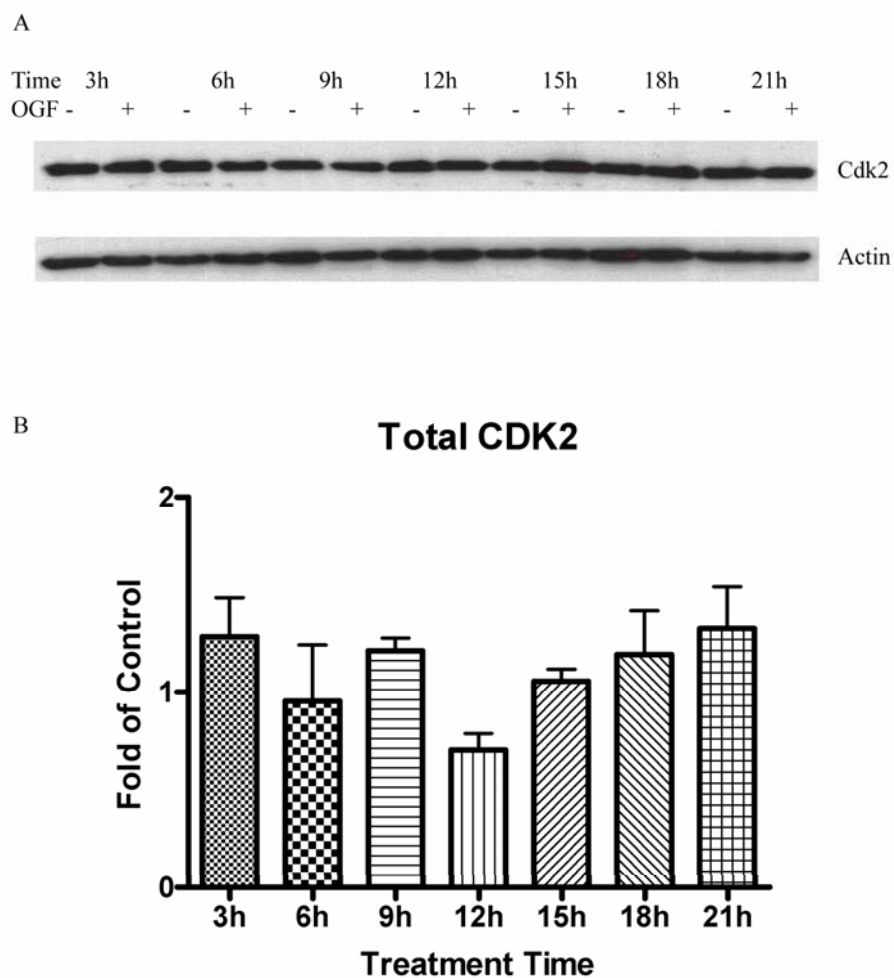 A
Time 3h 6h 9h 12h 15h 18h 21h
OGF - + - + - + - + - + - + - +
Cdk2
Actin
B
Total CDK2
2
1
0
Fold of Control
3h 6h 9h 12h 15h 18h 21h
Treatment Time